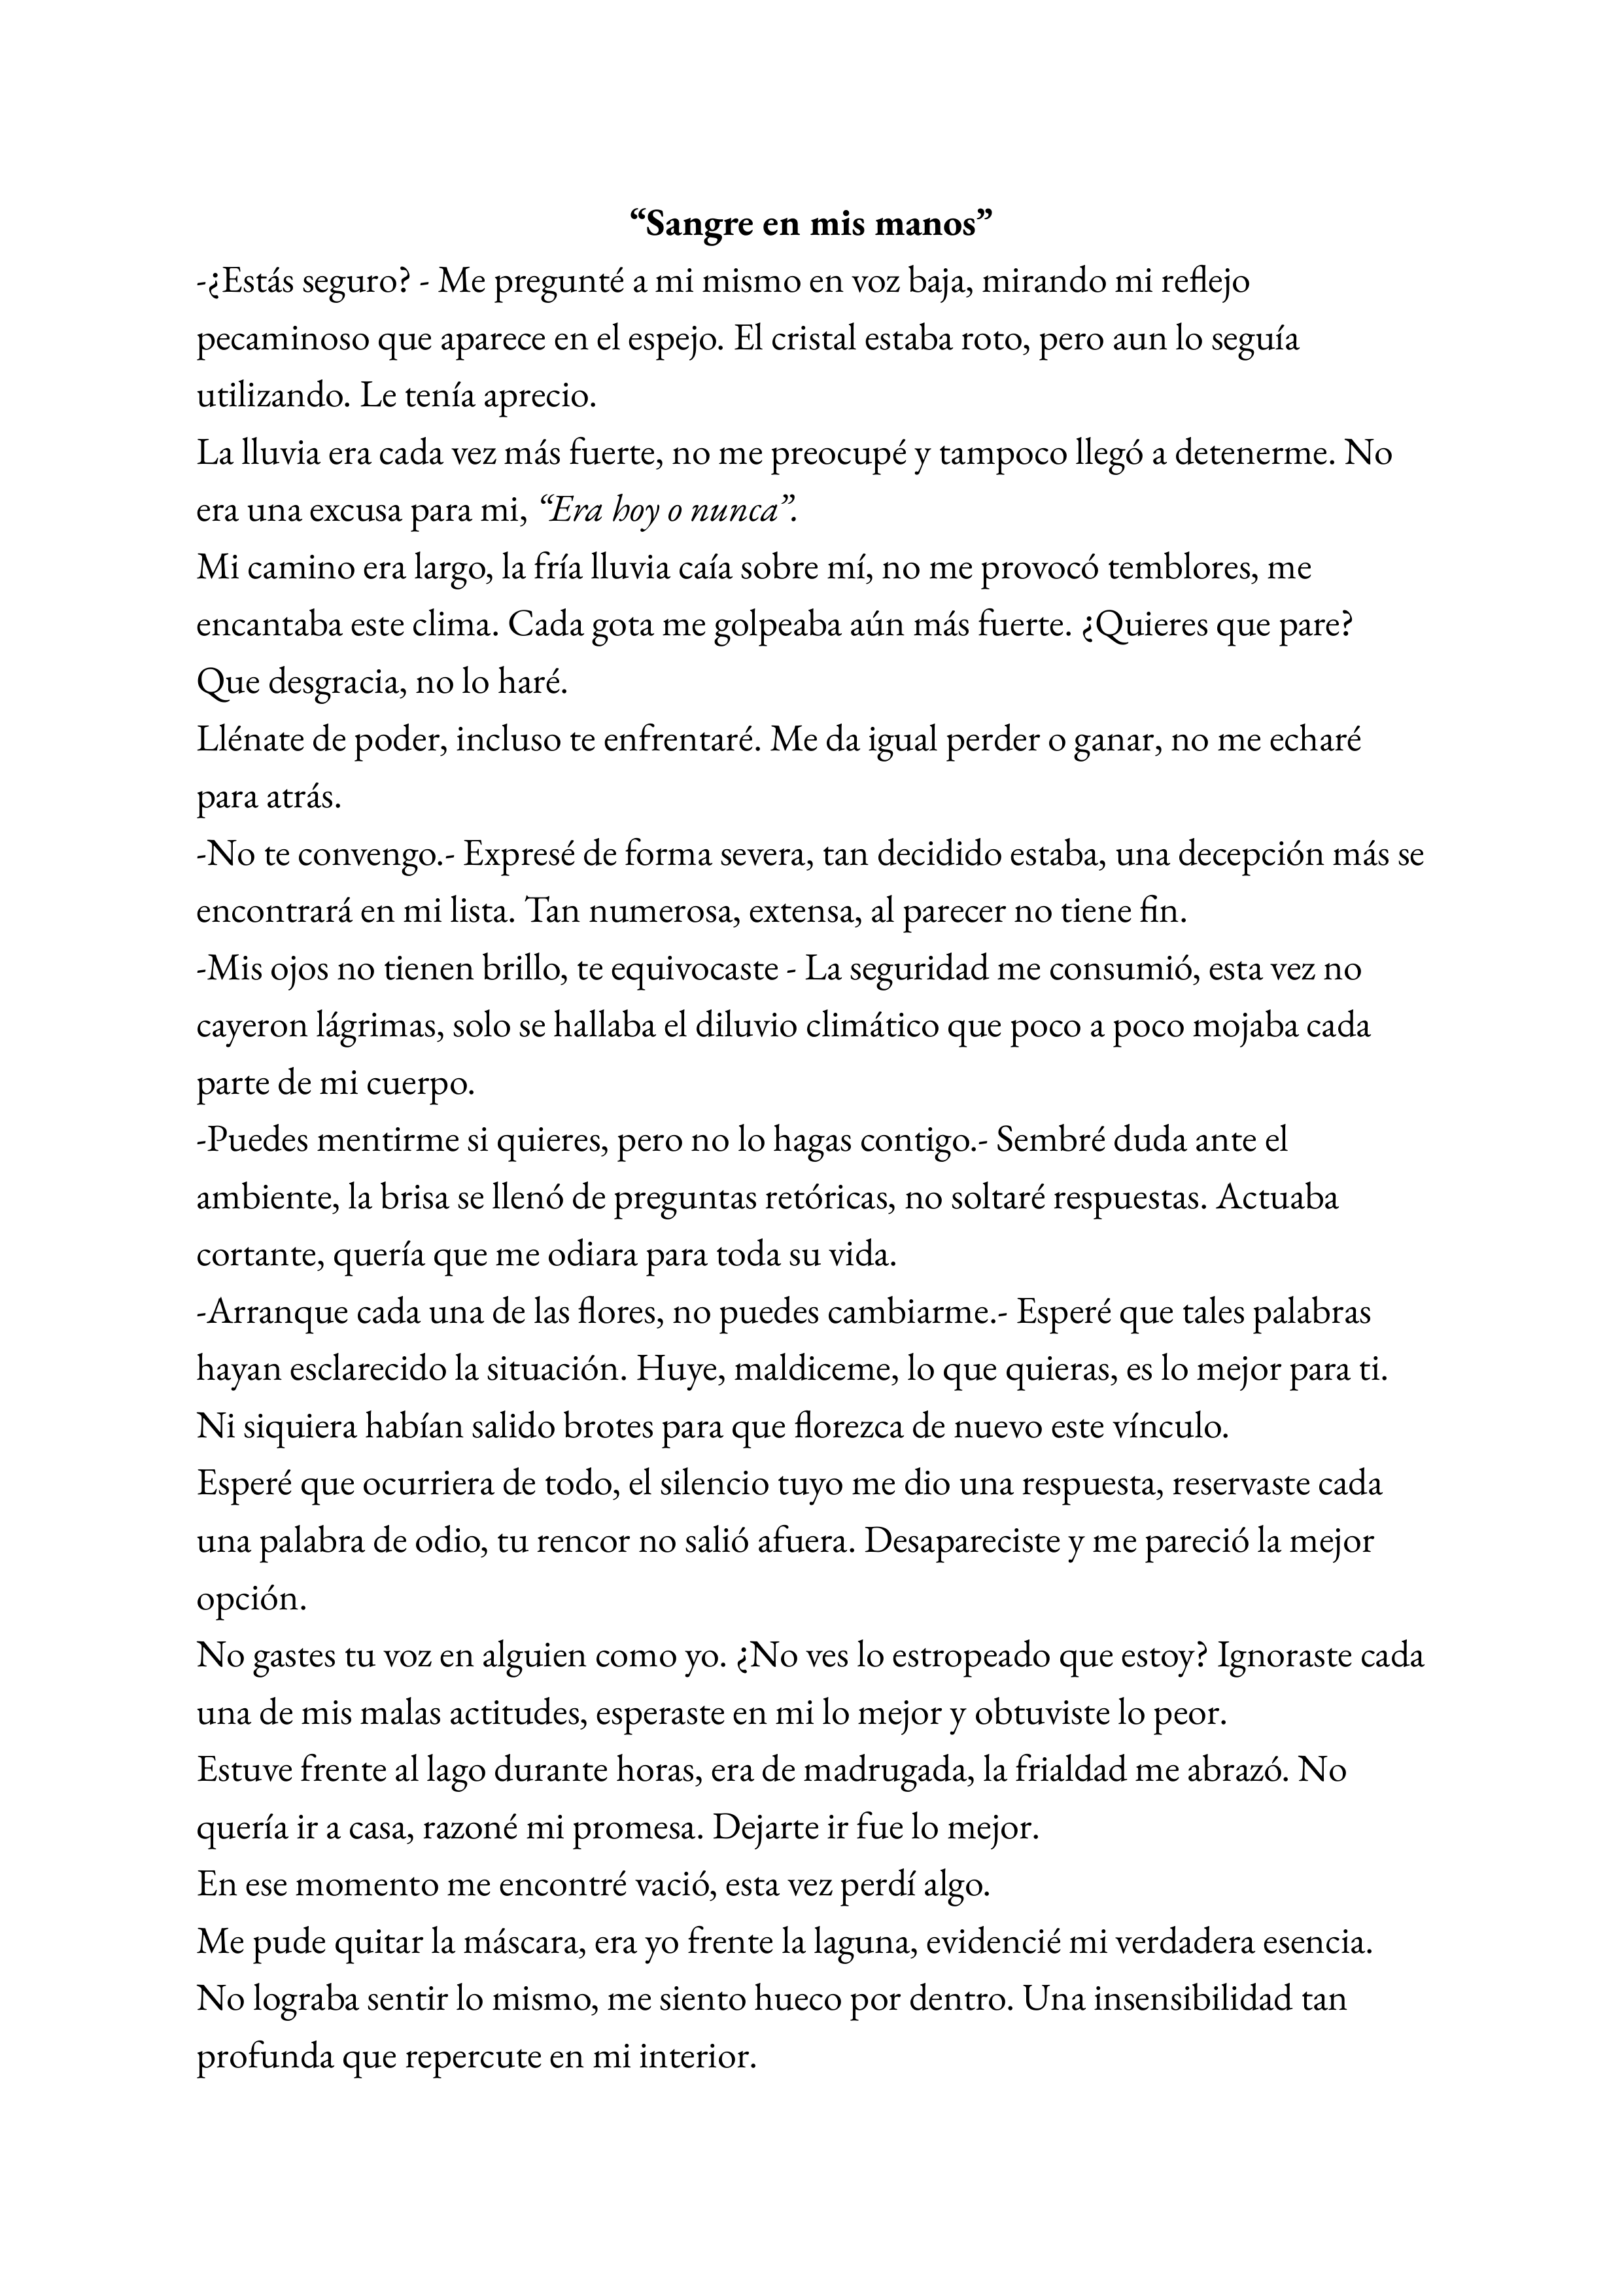 “Sangre en mis manos”
-¿Estás seguro? - Me pregunté a mi mismo en voz baja, mirando mi reflejo
pecaminoso que aparece en el espejo. El cristal estaba roto, pero aun lo seguía
utilizando. Le tenía aprecio.
La lluvia era cada vez más fuerte, no me preocupé y tampoco llegó a detenerme. No
era una excusa para mi, “Era hoy o nunca”.
Mi camino era largo, la fría lluvia caía sobre mí, no me provocó temblores, me
encantaba este clima. Cada gota me golpeaba aún más fuerte. ¿Quieres que pare?
Que desgracia, no lo haré.
Llénate de poder, incluso te enfrentaré. Me da igual perder o ganar, no me echaré
para atrás.
-No te convengo.- Expresé de forma severa, tan decidido estaba, una decepción más se
encontrará en mi lista. Tan numerosa, extensa, al parecer no tiene fin.
-Mis ojos no tienen brillo, te equivocaste - La seguridad me consumió, esta vez no
cayeron lágrimas, solo se hallaba el diluvio climático que poco a poco mojaba cada
parte de mi cuerpo.
-Puedes mentirme si quieres, pero no lo hagas contigo.- Sembré duda ante el
ambiente, la brisa se llenó de preguntas retóricas, no soltaré respuestas. Actuaba
cortante, quería que me odiara para toda su vida.
-Arranque cada una de las flores, no puedes cambiarme.- Esperé que tales palabras
hayan esclarecido la situación. Huye, maldiceme, lo que quieras, es lo mejor para ti.
Ni siquiera habían salido brotes para que florezca de nuevo este vínculo.
Esperé que ocurriera de todo, el silencio tuyo me dio una respuesta, reservaste cada
una palabra de odio, tu rencor no salió afuera. Desapareciste y me pareció la mejor
opción.
No gastes tu voz en alguien como yo. ¿No ves lo estropeado que estoy? Ignoraste cada
una de mis malas actitudes, esperaste en mi lo mejor y obtuviste lo peor.
Estuve frente al lago durante horas, era de madrugada, la frialdad me abrazó. No
quería ir a casa, razoné mi promesa. Dejarte ir fue lo mejor.
En ese momento me encontré vació, esta vez perdí algo.
Me pude quitar la máscara, era yo frente la laguna, evidencié mi verdadera esencia.
No lograba sentir lo mismo, me siento hueco por dentro. Una insensibilidad tan
profunda que repercute en mi interior.